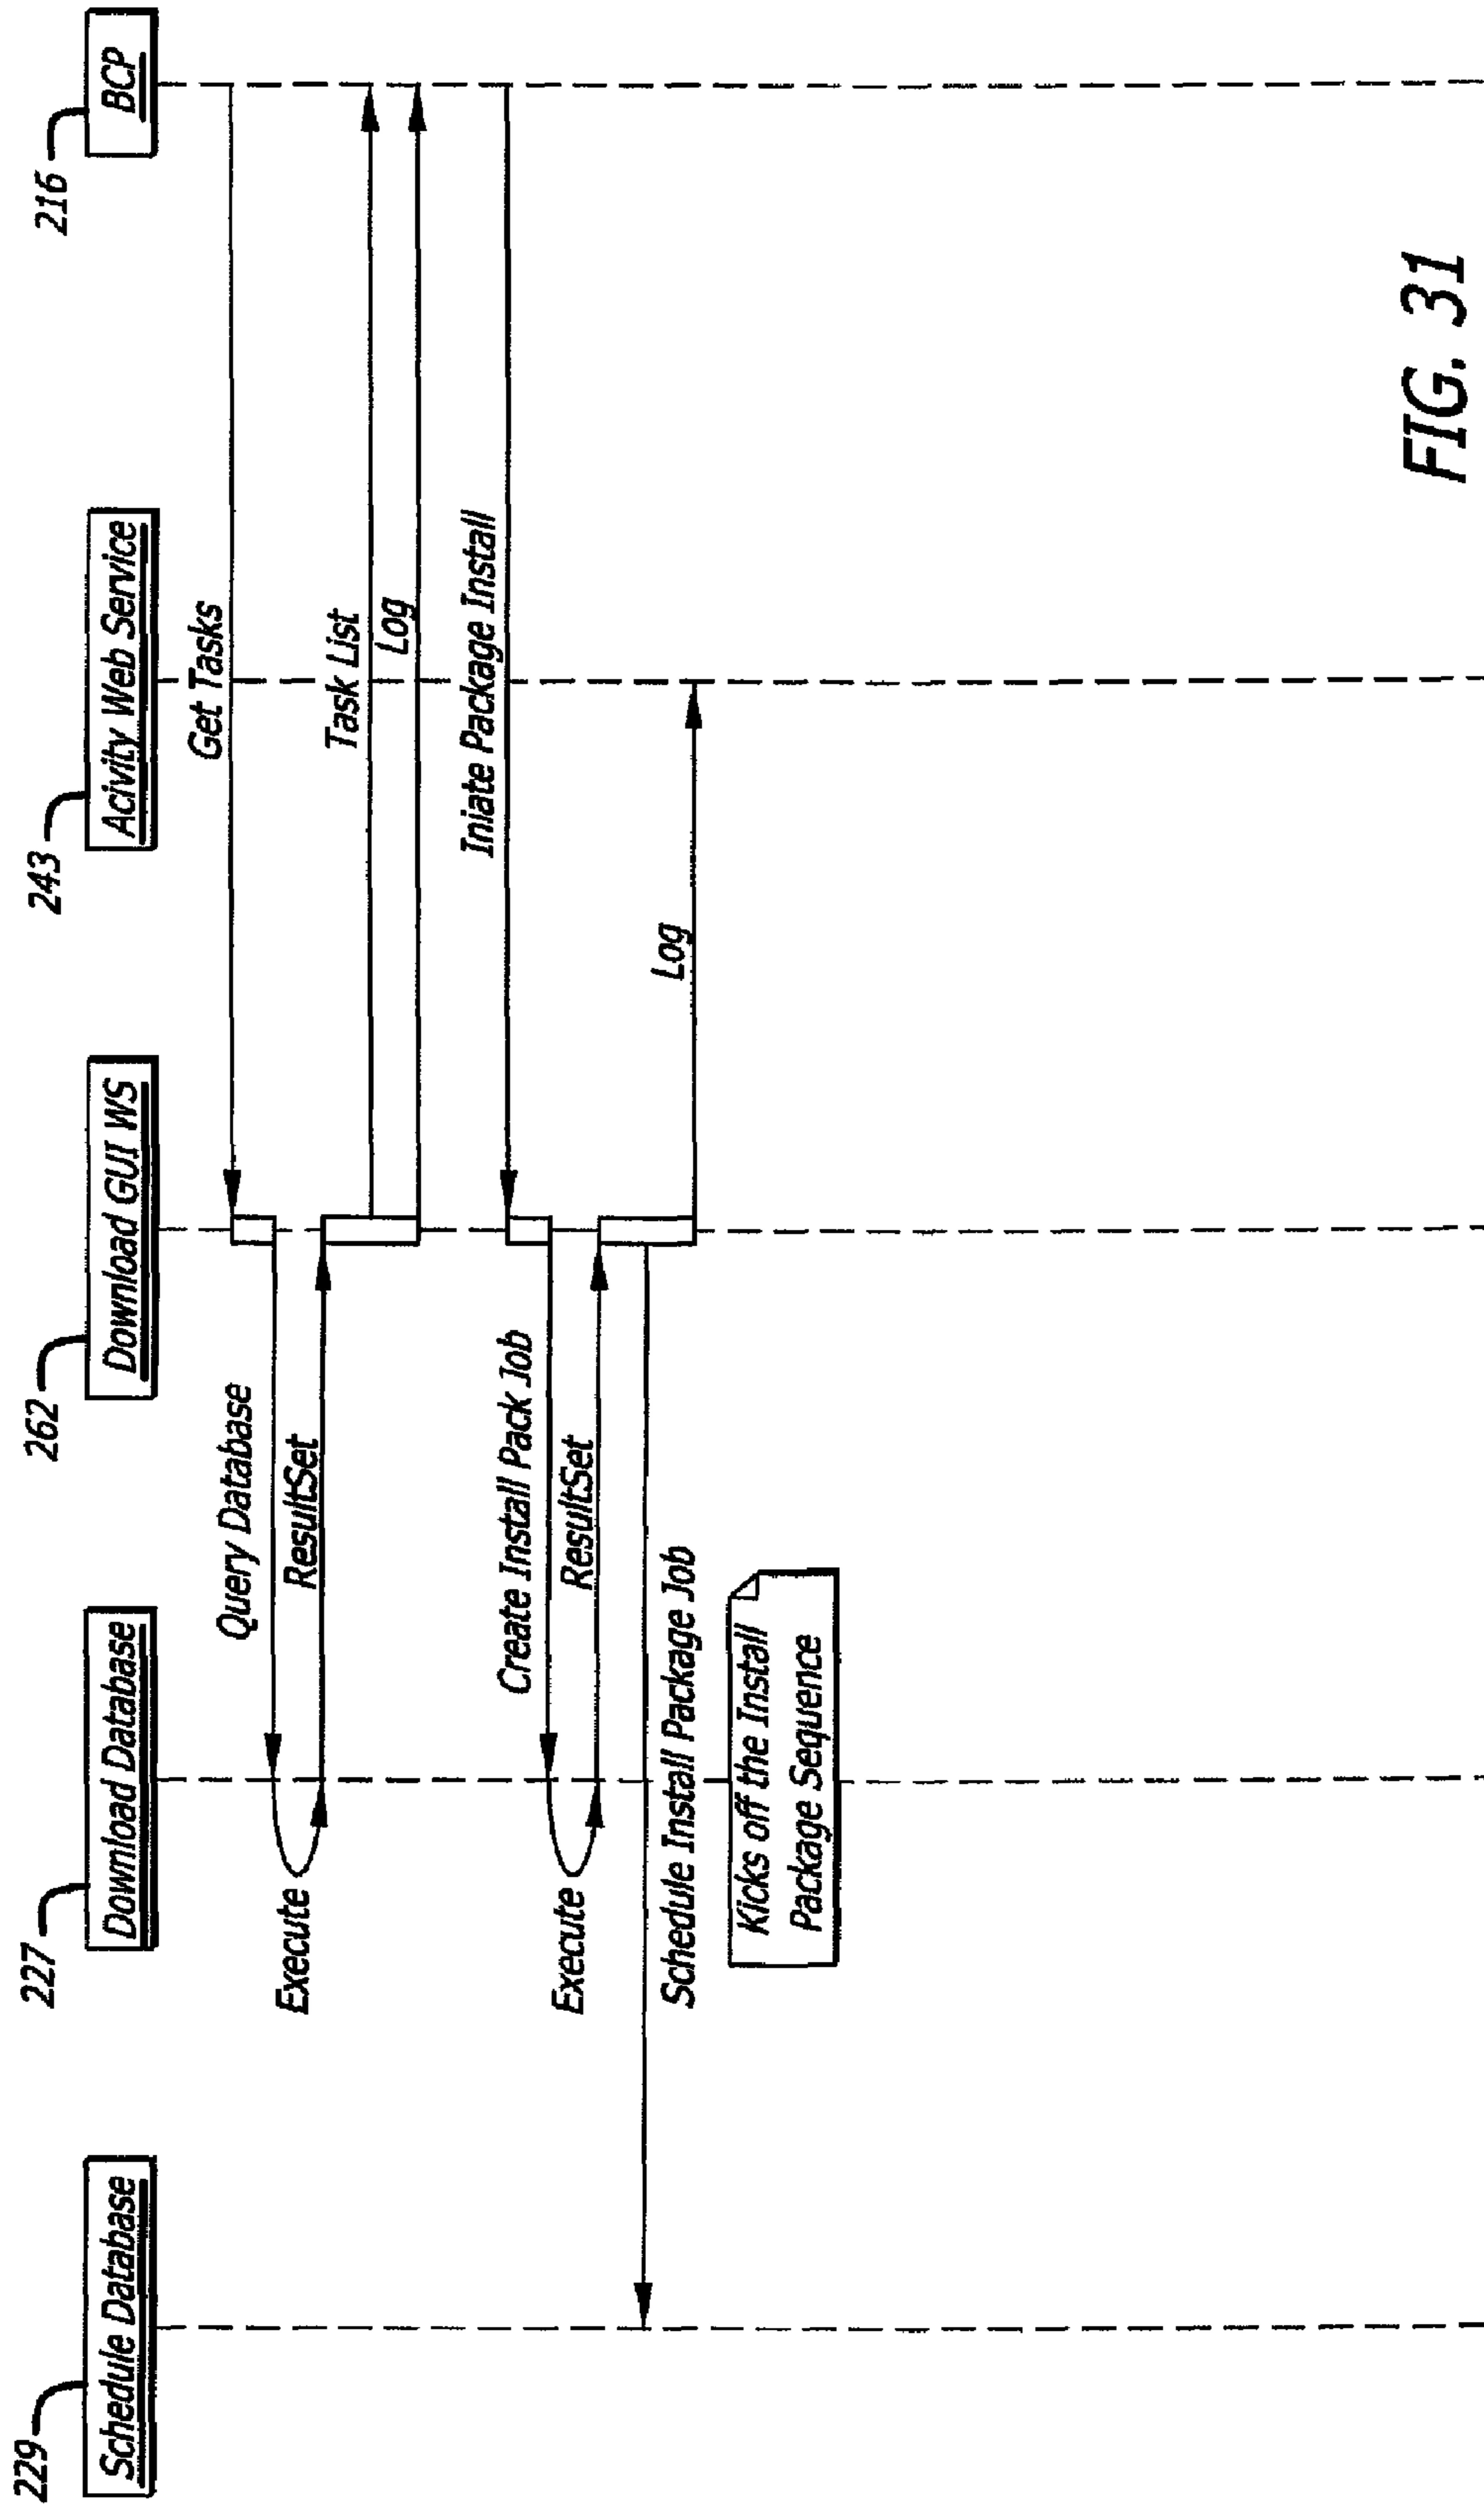 229
227
262
243
216
Schedule Database
Download Database
Download GUI WS
Acivity Web Service
BCP
Get Tasks
Query Database
Execute
ResultSet
Task List
Log
Iniate Package Install
Create Install Pack Job
Execute
ResultSet
Schedule Install Package Job
Log
Kicks off the Install
Package Sequence
FIG. 31